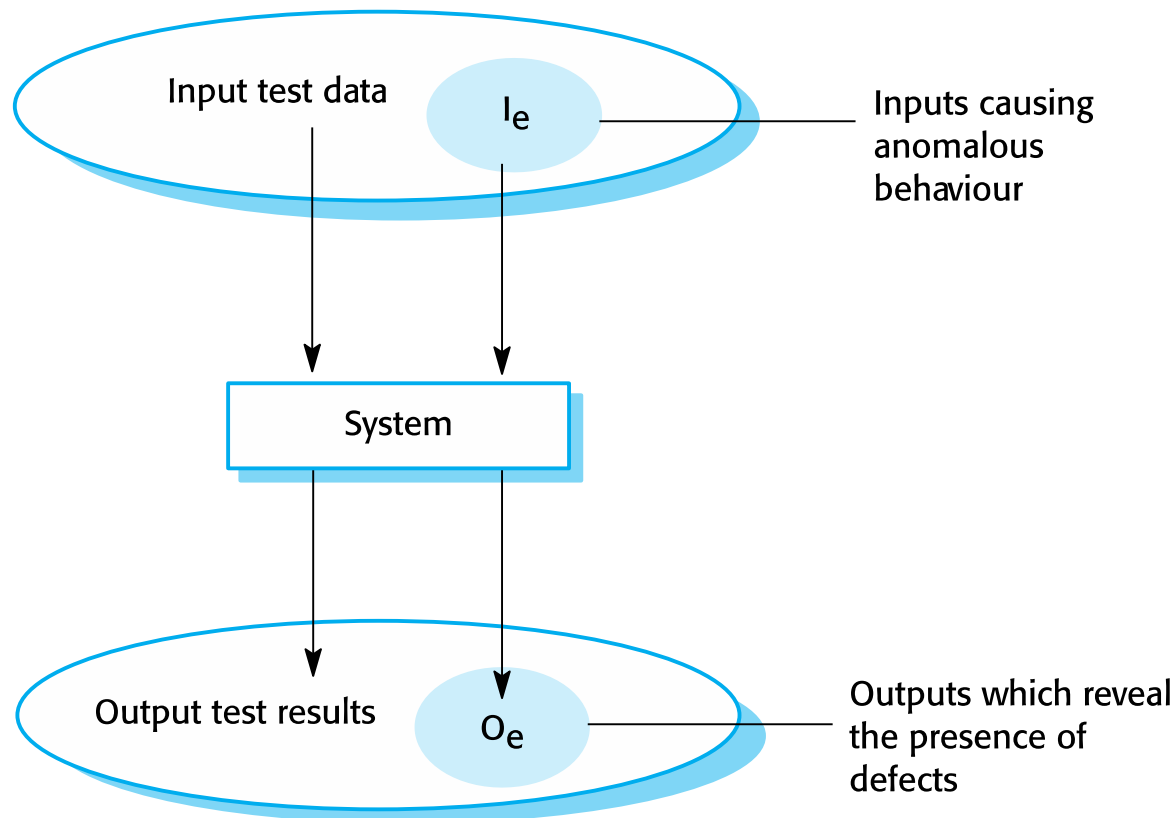 Input test data
Ie
Inputs causing
anomalous
behaviour
System
Output test results
Oe
Outputs which reveal
the presence of
defects